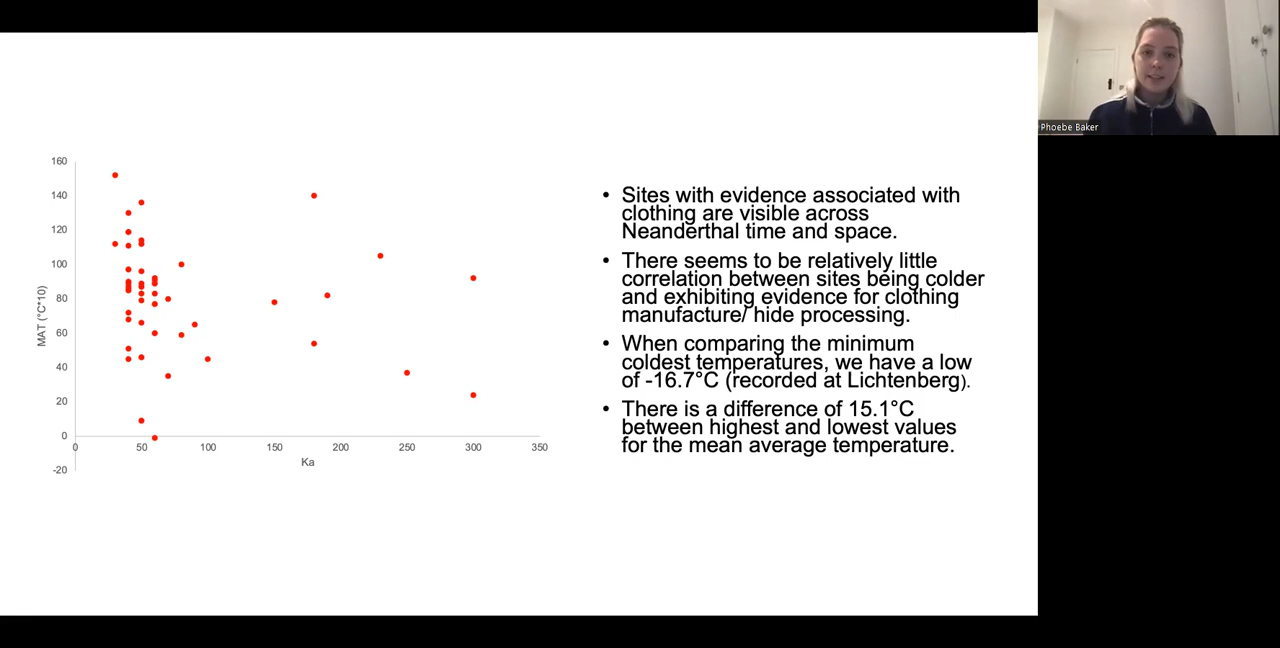 Phoebe Baker
160
140
120
100
80
60
40
20
0
-20
MAT (°C*10)
0
50
100
150
200
250
300
350
Ka
• Sites with evidence associated with
clothing are visible across
Neanderthal time and space.
• There seems to be relatively little
correlation between sites being colder
and exhibiting evidence for clothing
manufacture/ hide processing.
• When comparing the minimum
coldest temperatures, we have a low
of -16.7°C (recorded at Lichtenberg).
• There is a difference of 15.1°C
between highest and lowest values
for the mean average temperature.